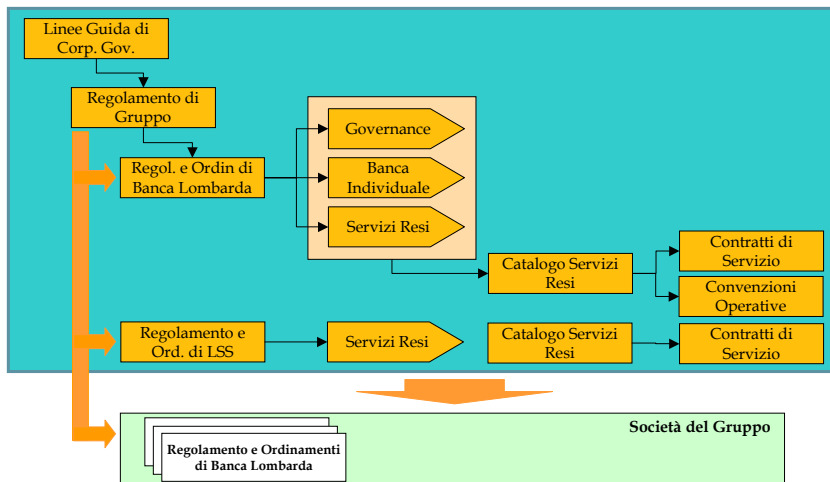 Linee Guida di
Corp. Gov.
Regolamento di
Gruppo
Regol. e Ordin di
Banca Lombarda
Governance
Banca
Individuale
Servizi Resi
Catalogo Servizi
Resi
Contratti di
Servizio
Convenzioni
Operative
Regolamento e
Ord. di LSS
Servizi Resi
Catalogo Servizi
Resi
Contratti di
Servizio
Società del Gruppo
Regolamento e Ordinamenti
di Banca Lombarda